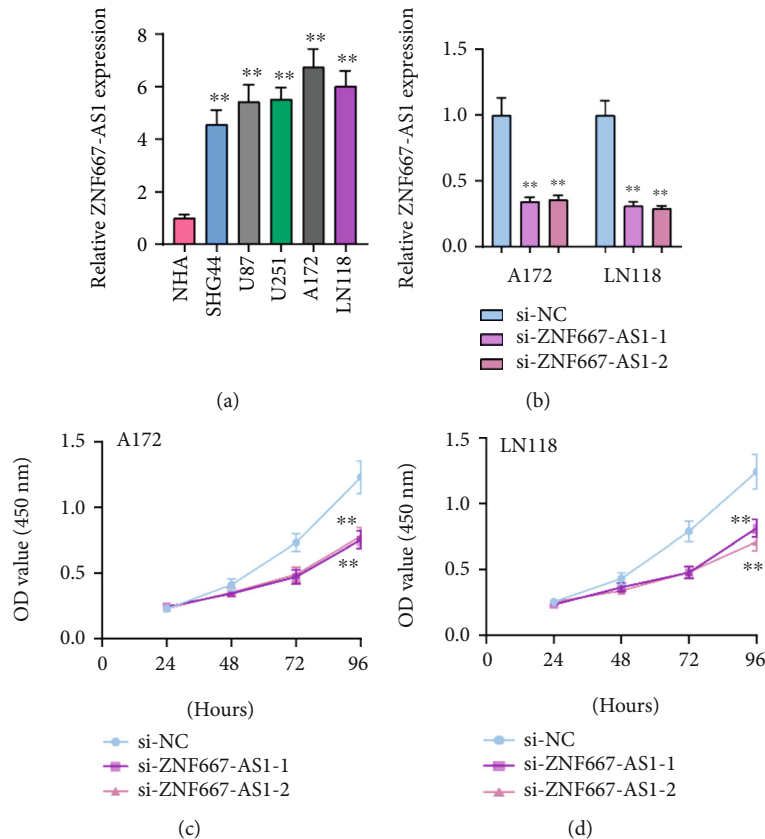 Relative ZNF667-AS1 expression
8
6
4
2
0
**
**
**
**
**
NHA
SHG44
U87
U251
A172
LN118
(a)
Relative ZNF667-AS1 expression
1.5
1.0
0.5
0.0
**
**
**
**
A172
LN118
si-NC
si-ZNF667-AS1-1
si-ZNF667-AS1-2
(b)
A172
OD value (450 nm)
1.5
1.0
0.5
0.0
**
**
0 24 48 72 96
(Hours)
si-NC
si-ZNF667-AS1-1
si-ZNF667-AS1-2
(c)
LN118
OD value (450 nm)
1.5
1.0
0.5
0.0
**
**
0 24 48 72 96
(Hours)
si-NC
si-ZNF667-AS1-1
si-ZNF667-AS1-2
(d)